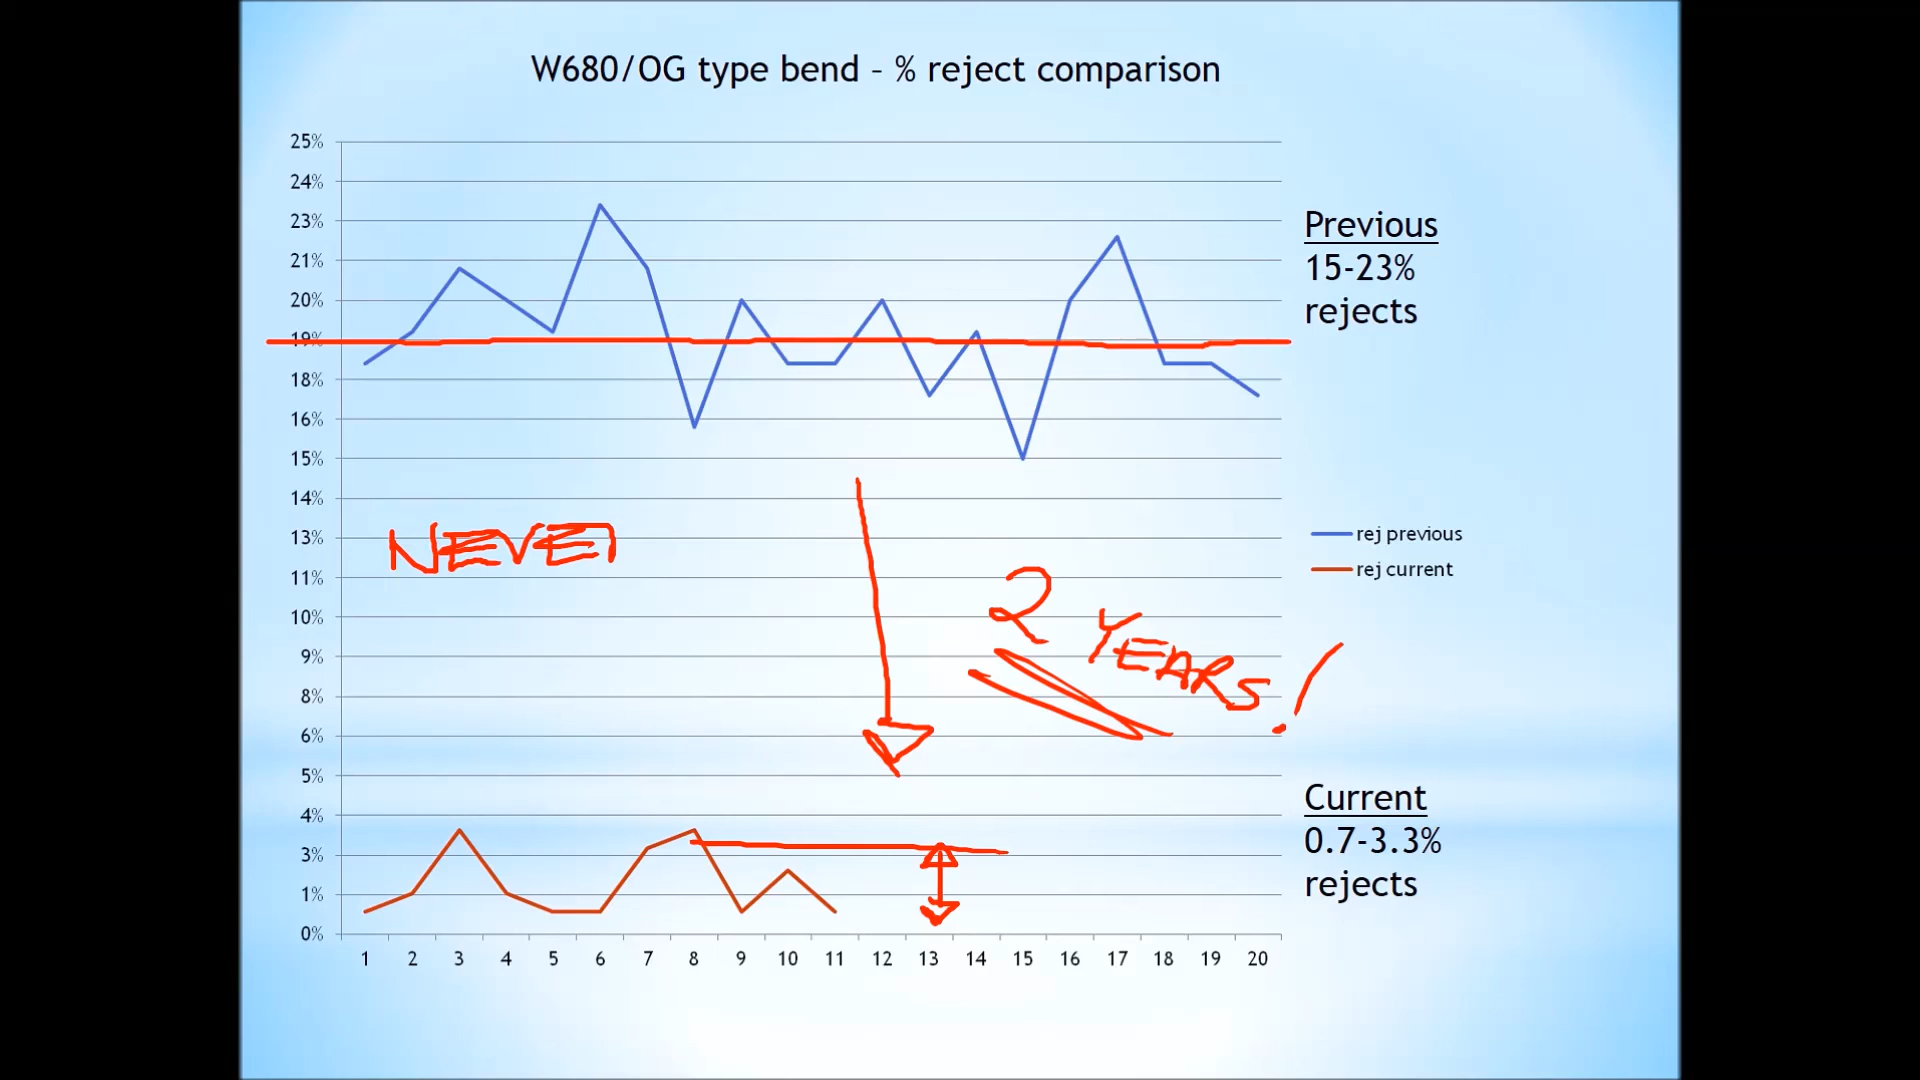 W680/OG type bend – % reject comparison
25%
24%
23%
21%
20%
19%
18%
16%
15%
14%
13%
11%
10%
9%
8%
6%
5%
4%
3%
1%
0%
1 2 3 4 5 6 7 8 9 10 11 12 13 14 15 16 17 18 19 20
Previous
15-23%
rejects
rej previous
rej current
2 YEARS!
Current
0.7-3.3%
rejects